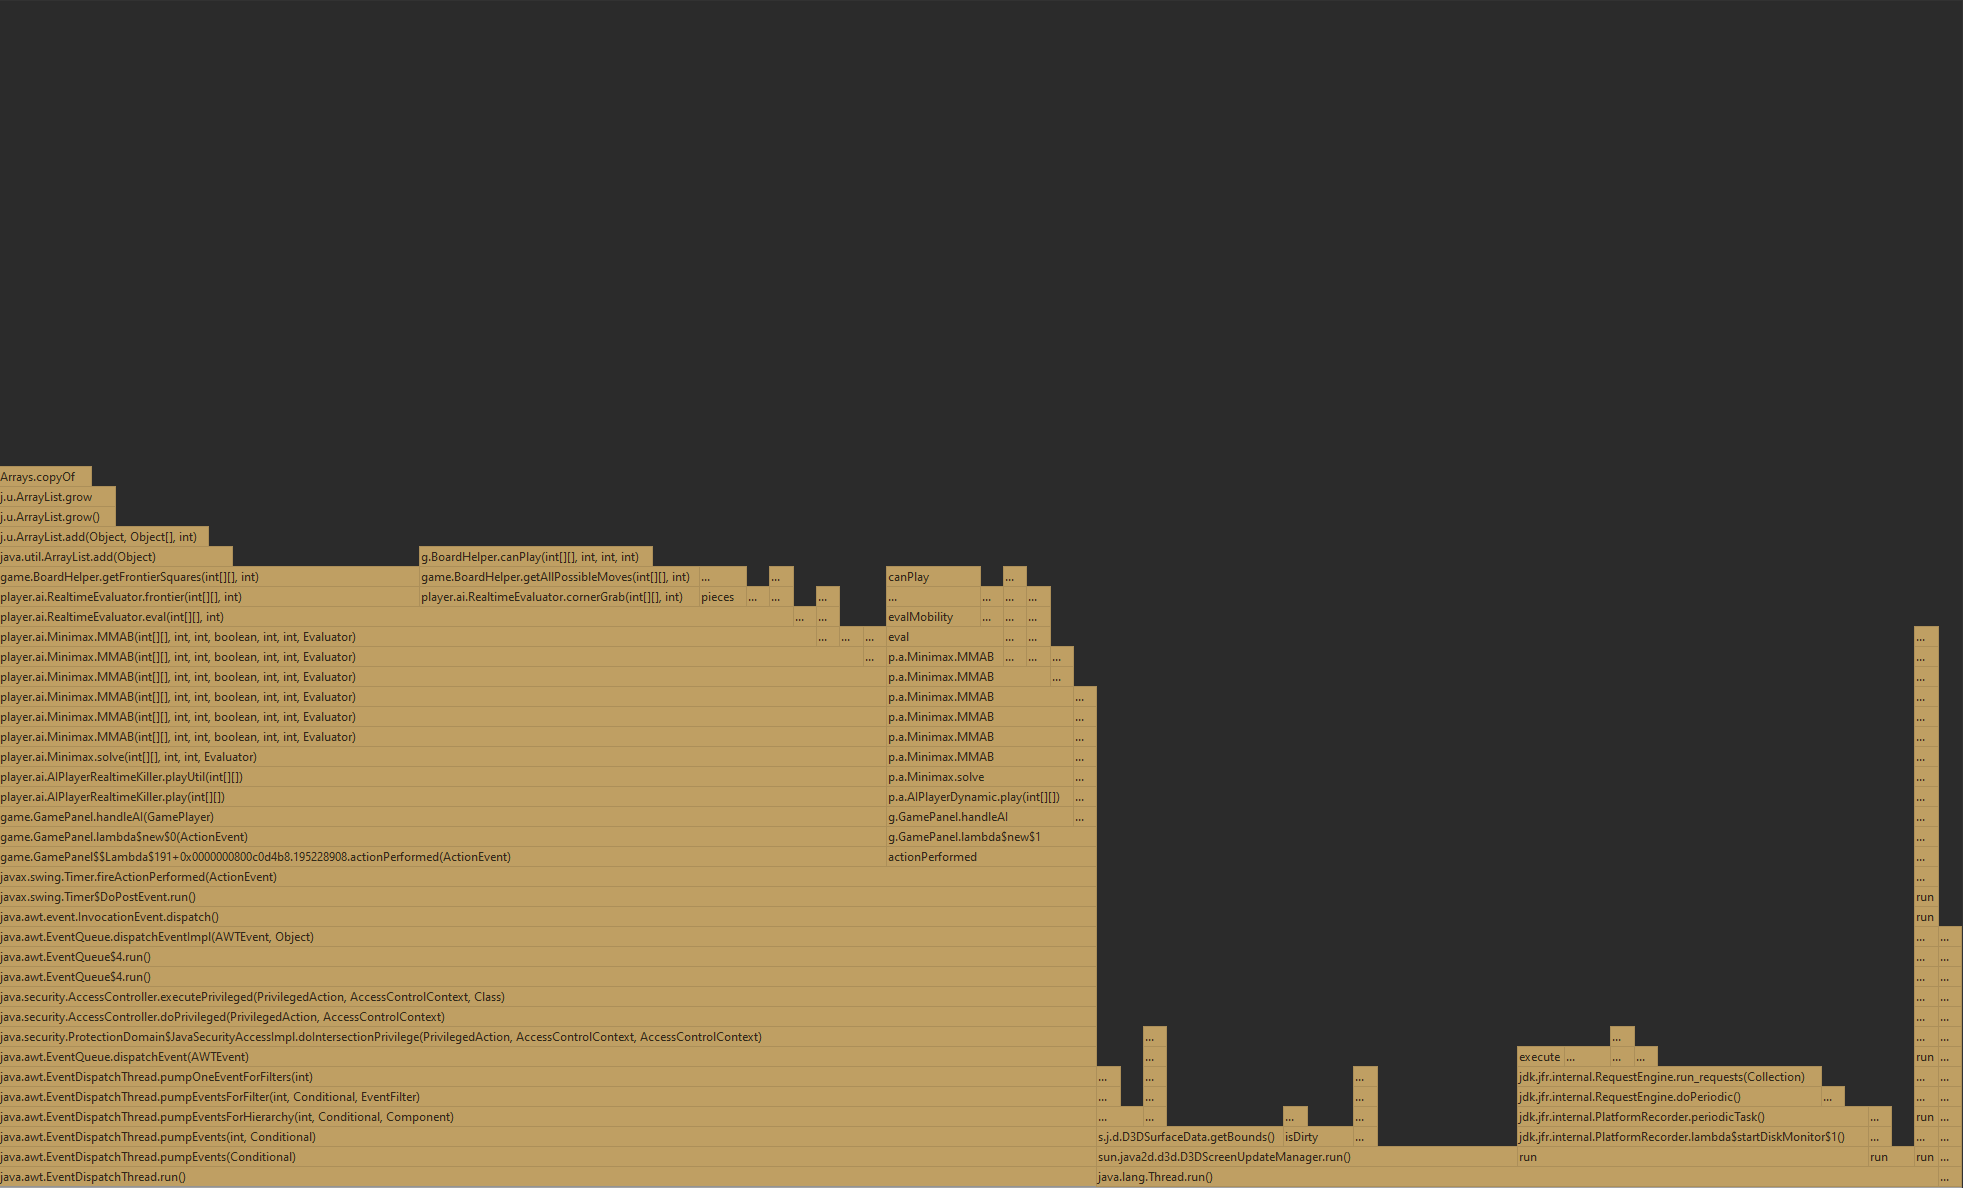 Arrays.copyOf
j.u.ArrayList.grow
j.u.ArrayList.grow()
j.u.ArrayList.add(Object, Object[], int)
java.util.ArrayList.add(Object) g.BoardHelper.canPlay(int[][], int, int, int)
game.BoardHelper.getFrontierSquares(int[][], int) game.BoardHelper.getAllPossibleMoves(int[][], int) ... ... canPlay ...
player.ai.RealtimeEvaluator.frontier(int[][], int) player.ai.RealtimeEvaluator.cornerGrab(int[][], int) pieces ... ... ... ... ... ... ...
player.ai.RealtimeEvaluator.eval(int[][], int) ... ... evalMobility ... ... ...
player.ai.Minimax.MMAB(int[][], int, int, boolean, int, int, Evaluator) ... ... ... eval ... ... ...
player.ai.Minimax.MMAB(int[][], int, int, boolean, int, int, Evaluator) ... p.a.Minimax.MMAB ... ... ... ...
player.ai.Minimax.MMAB(int[][], int, int, boolean, int, int, Evaluator) p.a.Minimax.MMAB ... ...
player.ai.Minimax.MMAB(int[][], int, int, boolean, int, int, Evaluator) p.a.Minimax.MMAB ... ...
player.ai.Minimax.MMAB(int[][], int, int, boolean, int, int, Evaluator) p.a.Minimax.MMAB ... ...
player.ai.Minimax.MMAB(int[][], int, int, boolean, int, int, Evaluator) p.a.Minimax.MMAB ... ...
player.ai.Minimax.solve(int[][], int, int, Evaluator) p.a.Minimax.MMAB ... ...
player.ai.AIPlayerRealtimeKiller.playUtil(int[][]) p.a.Minimax.solve ... ...
player.ai.AIPlayerRealtimeKiller.play(int[][]) p.a.AIPlayerDynamic.play(int[][]) ... ...
game.GamePanel.handleAI(GamePlayer) g.GamePanel.handleAI ... ...
game.GamePanel.lambda$new$0(ActionEvent) g.GamePanel.lambda$new$1 ...
game.GamePanel$$Lambda$191+0x0000000800c0d4b8.195228908.actionPerformed(ActionEvent) actionPerformed ...
javax.swing.Timer.fireActionPerformed(ActionEvent) ...
javax.swing.Timer$DoPostEvent.run() run
java.awt.event.InvocationEvent.dispatch() run
java.awt.EventQueue.dispatchEventImpl(AWTEvent, Object) ... ...
java.awt.EventQueue$4.run() ... ...
java.awt.EventQueue$4.run() ... ...
java.security.AccessController.executePrivileged(PrivilegedAction, AccessControlContext, Class) ... ...
java.security.AccessController.doPrivileged(PrivilegedAction, AccessControlContext) ... ...
java.security.ProtectionDomain$JavaSecurityAccessImpl.doIntersectionPrivilege(PrivilegedAction, AccessControlContext, AccessControlContext) ... ... ... ...
java.awt.EventQueue.dispatchEvent(AWTEvent) ... execute ... ... ... run ...
java.awt.EventDispatchThread.pumpOneEventForFilters(int) ... ... ... jdk.jfr.internal.RequestEngine.run_requests(Collection) ... ...
java.awt.EventDispatchThread.pumpEventsForFilter(int, Conditional, EventFilter) ... ... ... jdk.jfr.internal.RequestEngine.doPeriodic() ... ... ...
java.awt.EventDispatchThread.pumpEventsForHierarchy(int, Conditional, Component) ... ... ... ... jdk.jfr.internal.PlatformRecorder.periodicTask() ... run ...
java.awt.EventDispatchThread.pumpEvents(int, Conditional) s.j.d.D3DSurfaceData.getBounds() isDirty ... jdk.jfr.internal.PlatformRecorder.lambda$startDiskMonitor$1() ... ... ...
java.awt.EventDispatchThread.pumpEvents(Conditional) sun.java2d.d3d.D3DScreenUpdateManager.run() run run run ...
java.awt.EventDispatchThread.run() java.lang.Thread.run() ...